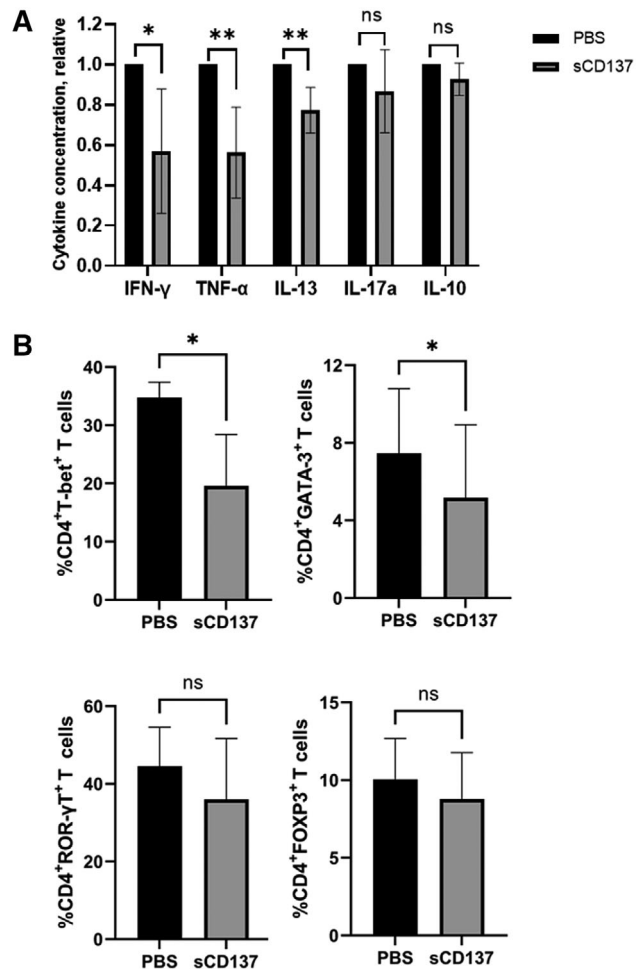 A
Cytokine concentration, relative
1.2
1.0
0.8
0.6
0.4
0.2
0.0
*
**
**
ns
ns
IFN-γ TNF-α IL-13 IL-17a IL-10
PBS
sCD137
B
%CD4⁺T-bet⁺ T cells
40
30
20
10
0
*
PBS sCD137
%CD4⁺GATA-3⁺ T cells
12
8
4
0
*
PBS sCD137
%CD4⁺ROR-γT⁺ T cells
60
40
20
0
ns
PBS sCD137
%CD4⁺FOXP3⁺ T cells
15
10
5
0
ns
PBS sCD137